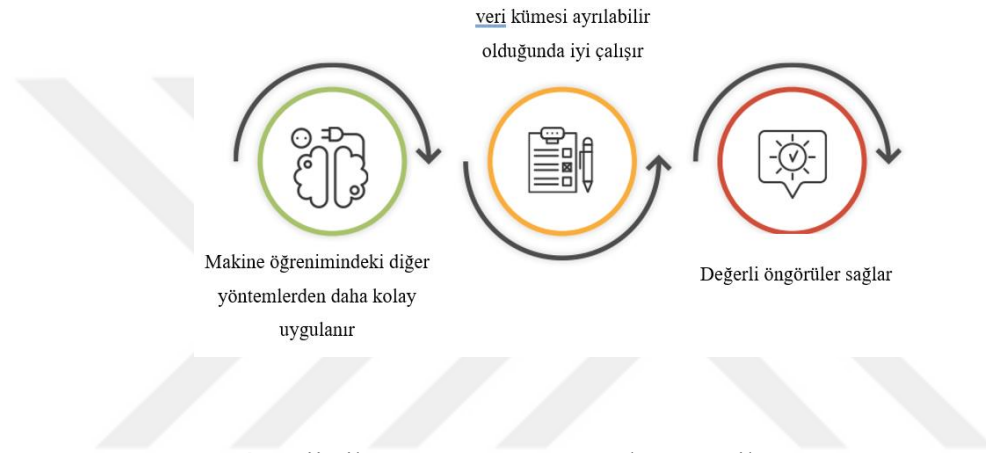 veri kümesi ayrılabilir
olduğunda iyi çalışır
Makine öğrenimindeki diğer
yöntemlerden daha kolay
uygulanır
Değerli öngörüler sağlar